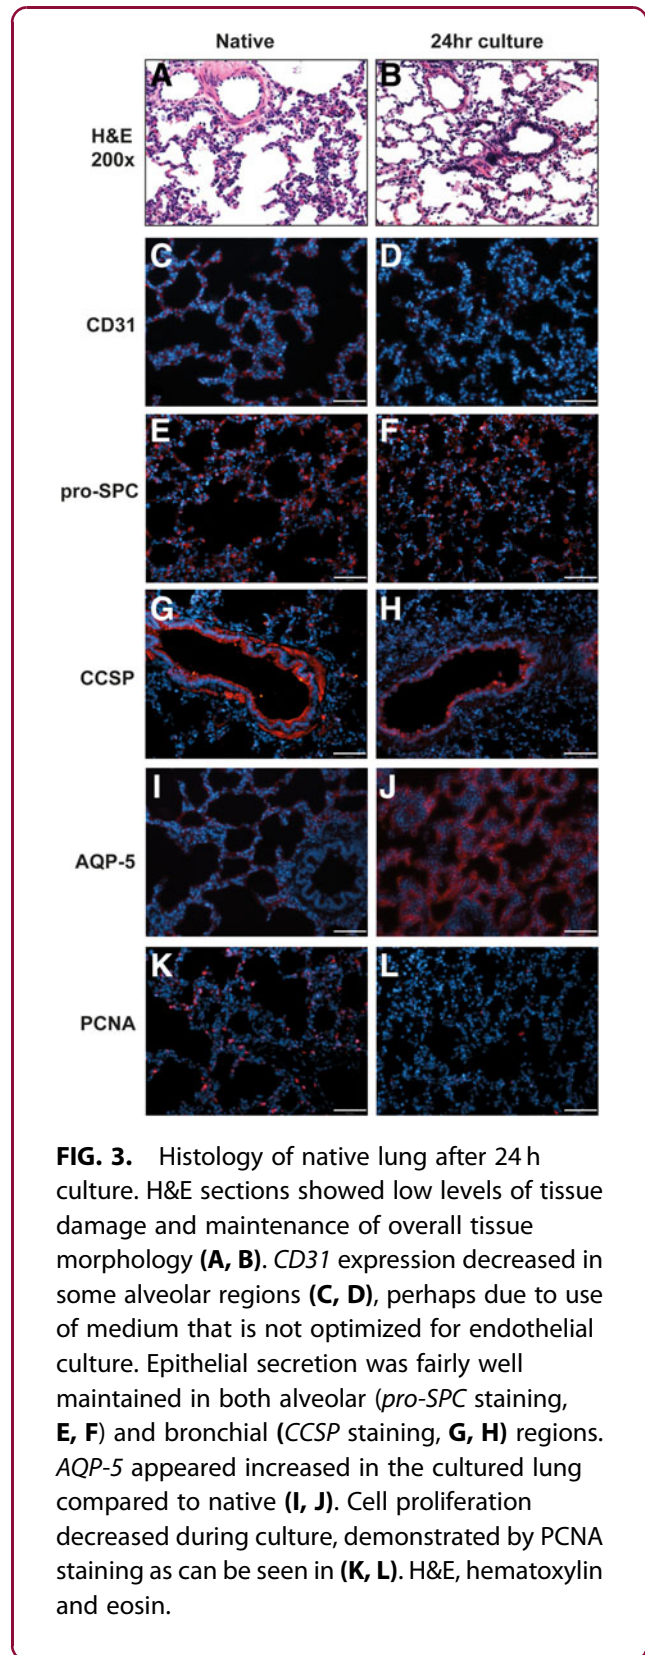 Native 24hr culture
A B
H&E
200x
C D
CD31
E F
pro-SPC
G H
CCSP
I J
AQP-5
K L
PCNA
FIG. 3. Histology of native lung after 24 h
culture. H&E sections showed low levels of tissue
damage and maintenance of overall tissue
morphology (A, B). CD31 expression decreased in
some alveolar regions (C, D), perhaps due to use
of medium that is not optimized for endothelial
culture. Epithelial secretion was fairly well
maintained in both alveolar (pro-SPC staining,
E, F) and bronchial (CCSP staining, G, H) regions.
AQP-5 appeared increased in the cultured lung
compared to native (I, J). Cell proliferation
decreased during culture, demonstrated by PCNA
staining as can be seen in (K, L). H&E, hematoxylin
and eosin.